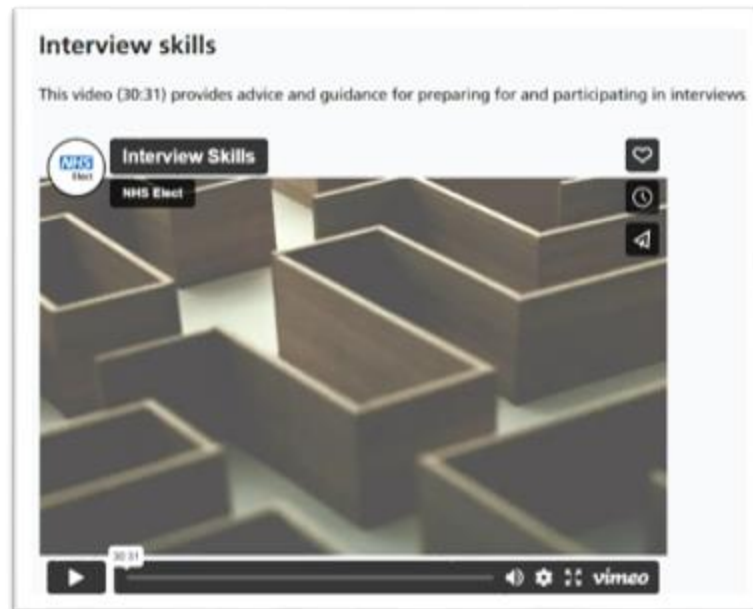 Interview skills
This video (30:31) provides advice and guidance for preparing for and participating in interviews
NHS
Elect
Interview Skills
NHS Elect
30:31
vimeo